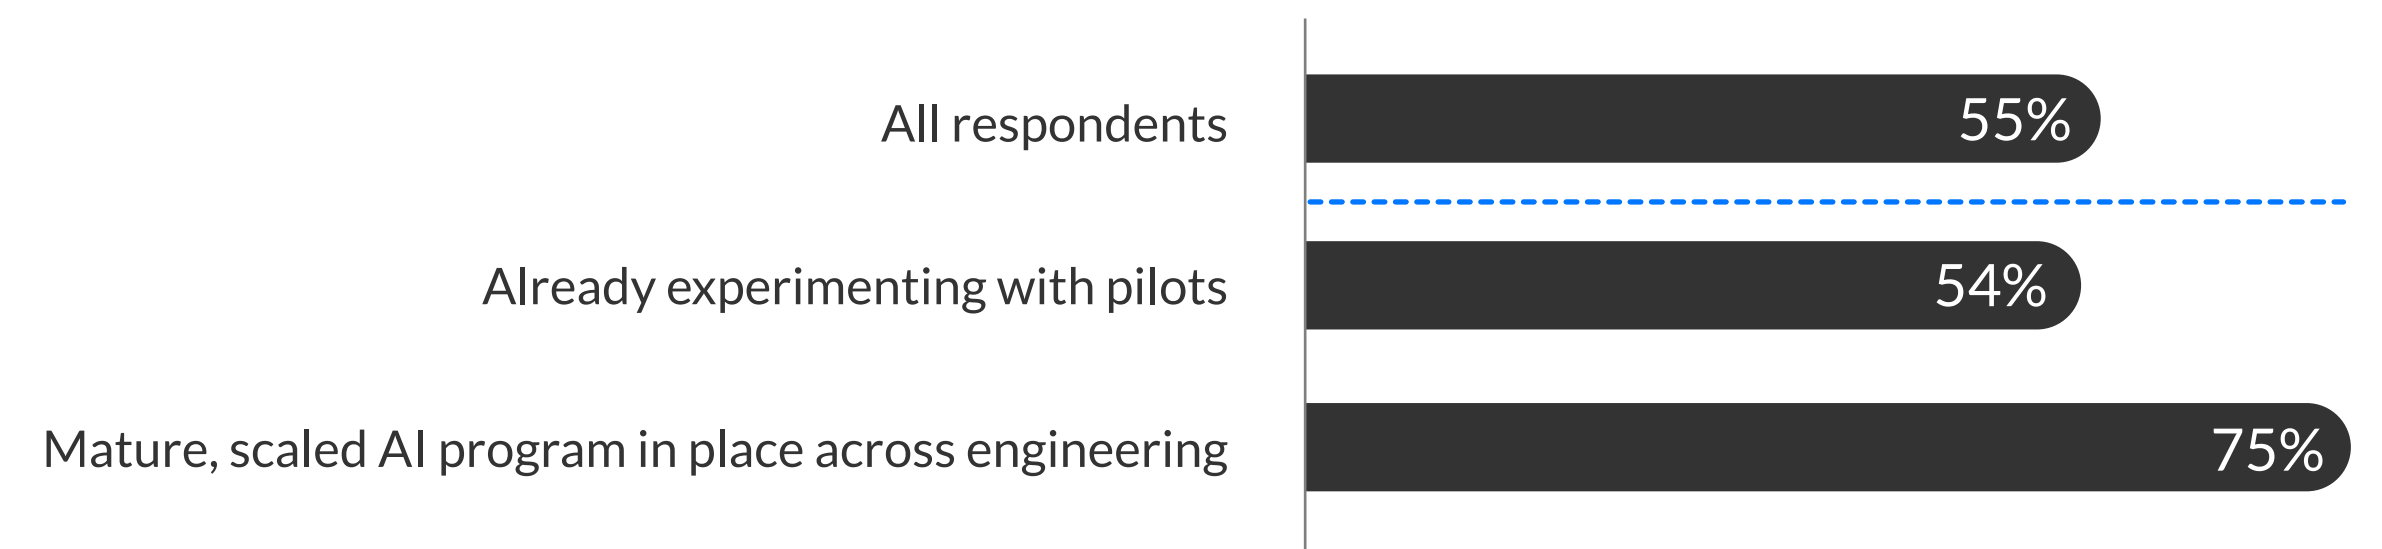 All respondents 55%
Already experimenting with pilots 54%
Mature, scaled AI program in place across engineering 75%